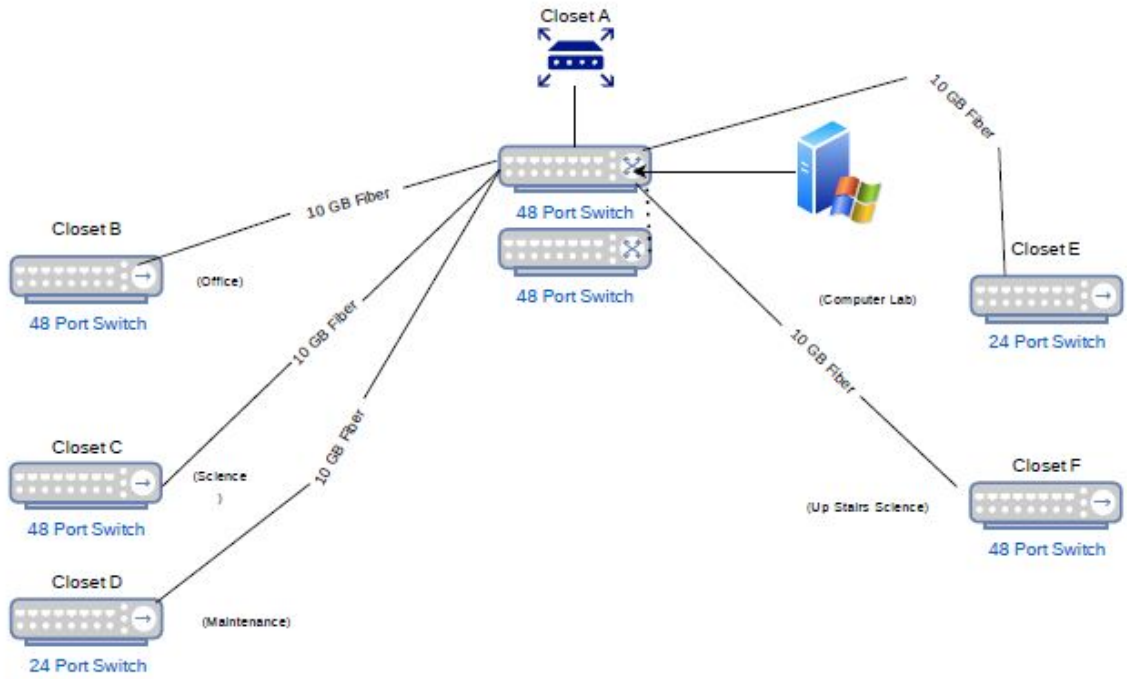 Closet A
10 GB Fiber
48 Port Switch
10 GB Fiber
Closet B
(Office)
48 Port Switch
48 Port Switch
Closet E
(Computer Lab)
24 Port Switch
10 GB Fiber
10 GB Fiber
10 GB Fiber
Closet C
(Science
)
48 Port Switch
Closet F
(Up Stairs Science)
48 Port Switch
Closet D
(Maintenance)
24 Port Switch